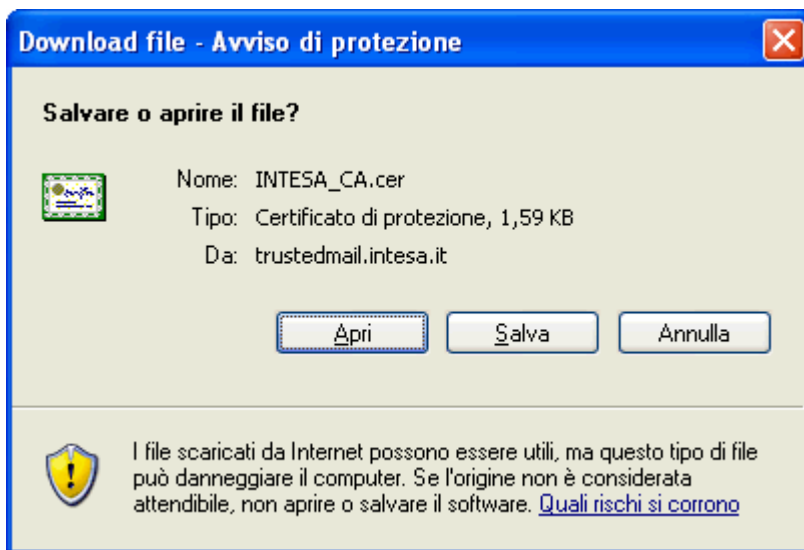 Download file - Avviso di protezione
Salvare o aprire il file?
Nome: INTESA_CA.cer
Tipo: Certificato di protezione, 1,59 KB
Da: trustedmail.intesa.it
Apri Salva Annulla
I file scaricati da Internet possono essere utili, ma questo tipo di file
può danneggiare il computer. Se l'origine non è considerata
attendibile, non aprire o salvare il software. Quali rischi si corrono